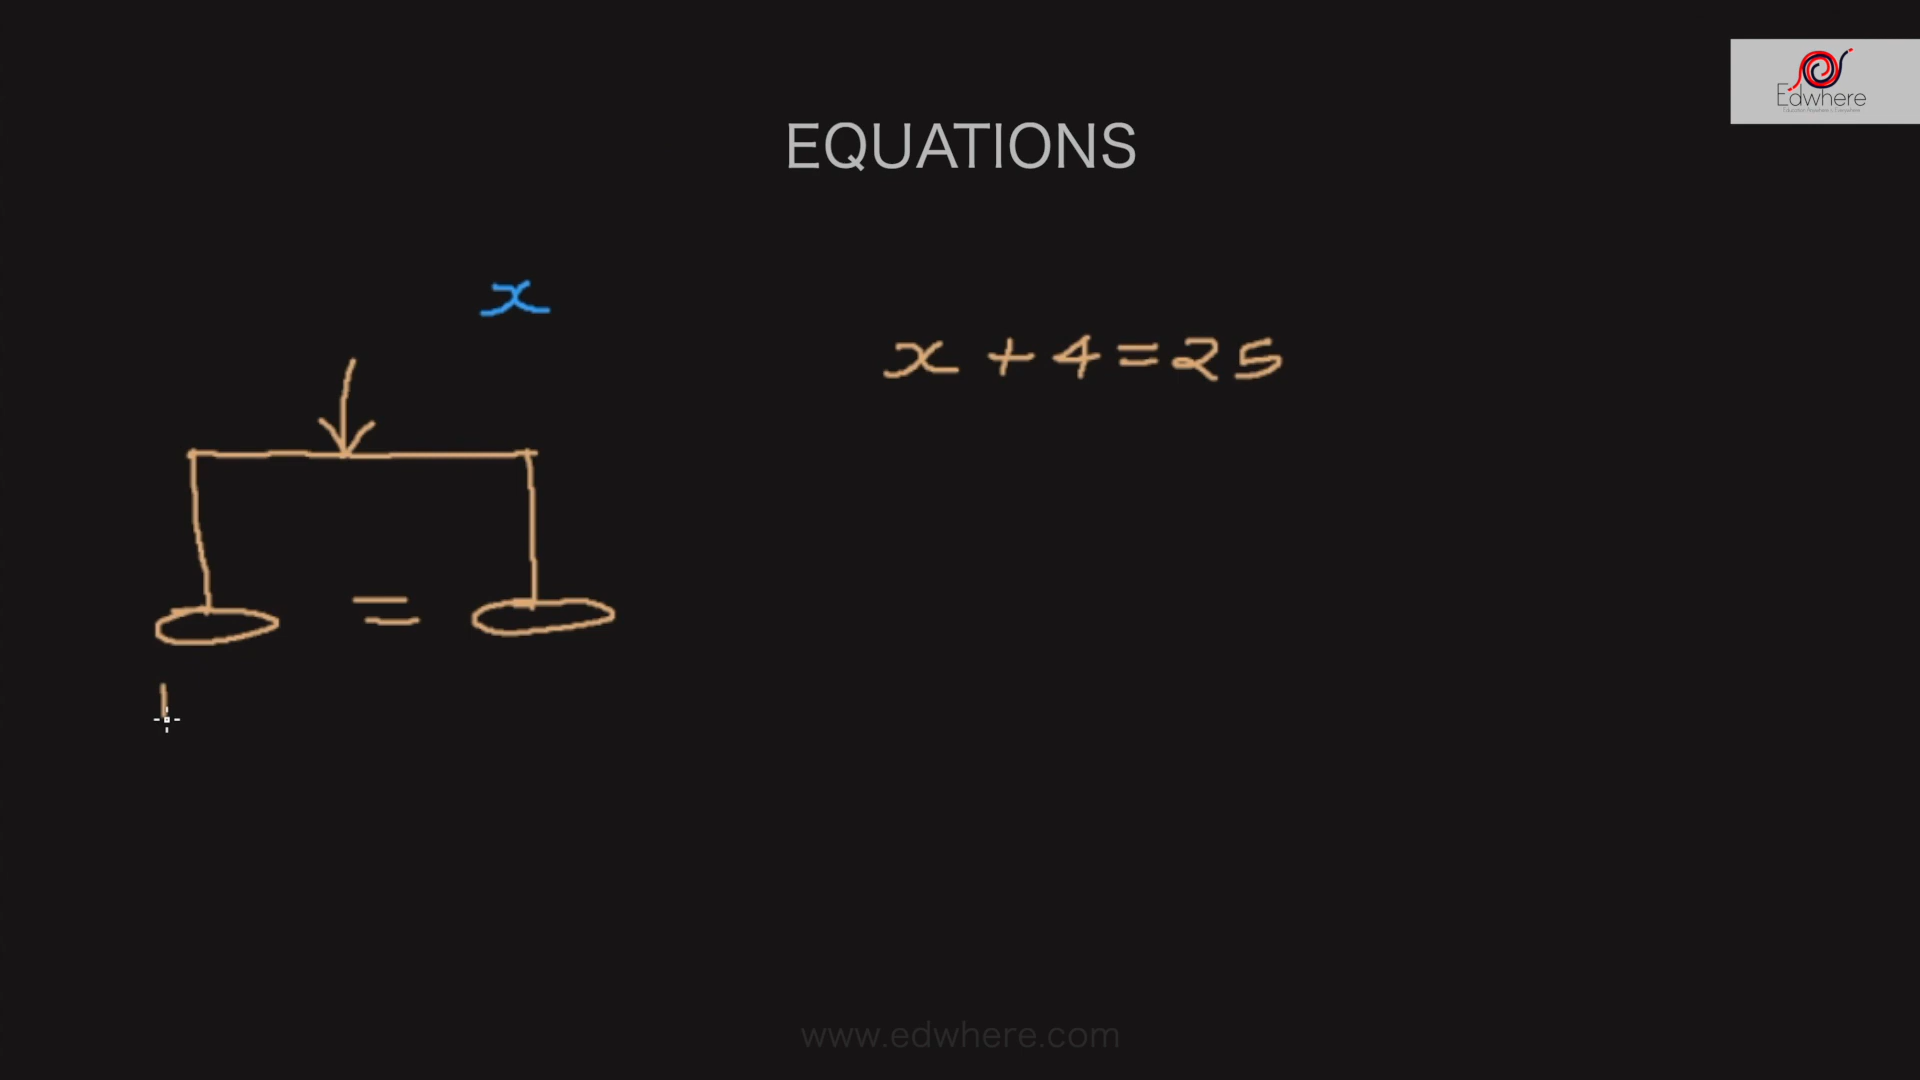 Edwhere
EQUATIONS
x
x + 4 = 25
=
www.edwhere.com